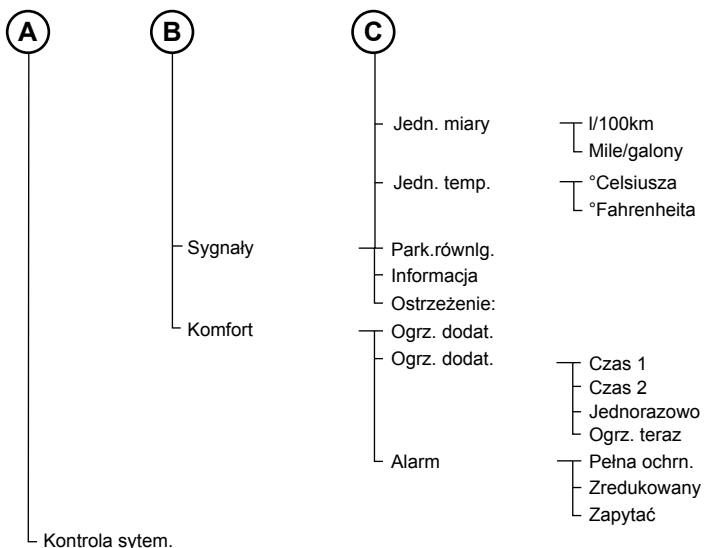 A B C
Jedn. miary l/100km
Mile/galony
Jedn. temp. °Celsiusza
°Fahrenheita
Sygnały Park.równlg.
Informacja
Ostrzeżenie:
Komfort Ogrz. dodat.
Ogrz. dodat. Czas 1
Czas 2
Jednorazowo
Ogrz. teraz
Alarm Pełna ochrn.
Zredukowany
Zapytać
Kontrola sytem.